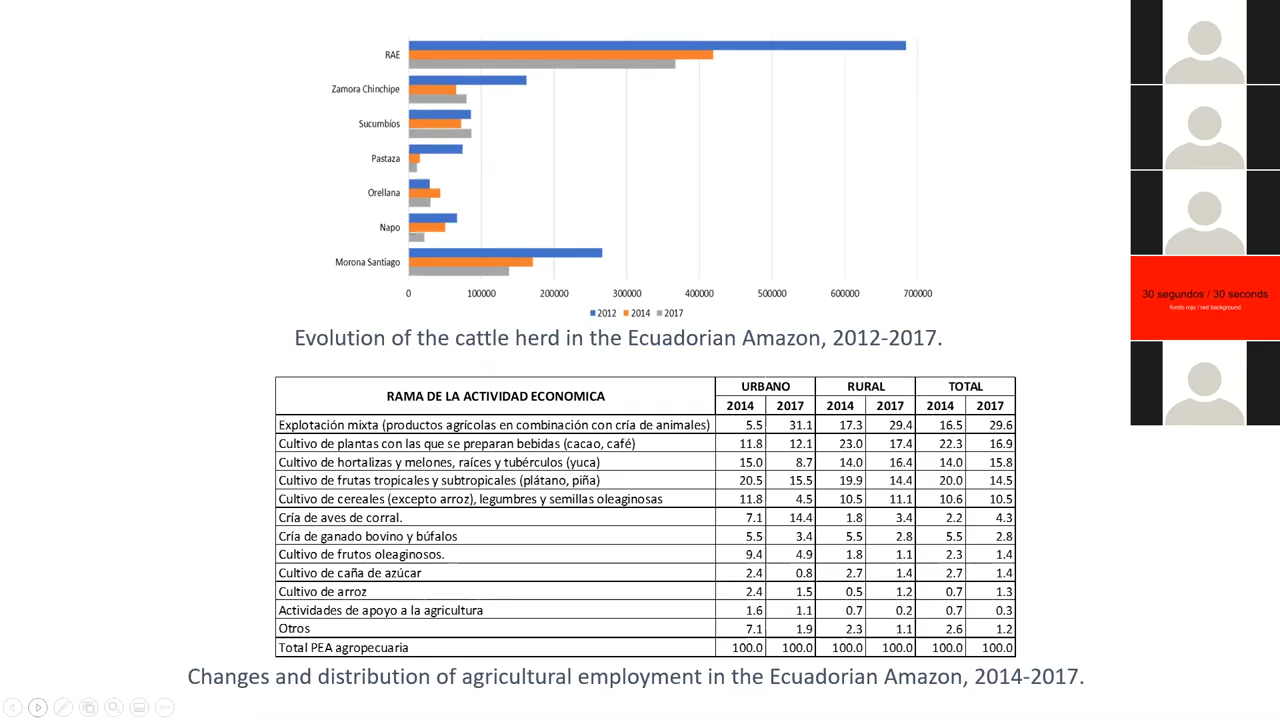 RAE
Zamora Chinchipe
Sucumbíos
Pastaza
Orellana
Napo
Morona Santiago
0 100000 200000 300000 400000 500000 600000 700000
2012 2014 2017
Evolution of the cattle herd in the Ecuadorian Amazon, 2012-2017.
RAMA DE LA ACTIVIDAD ECONOMICA URBANO RURAL TOTAL
2014 2017 2014 2017 2014 2017
Explotación mixta (productos agrícolas en combinación con cría de animales) 5.5 31.1 17.3 29.4 16.5 29.6
Cultivo de plantas con las que se preparan bebidas (cacao, café) 11.8 12.1 23.0 17.4 22.3 16.9
Cultivo de hortalizas y melones, raíces y tubérculos (yuca) 15.0 8.7 14.0 16.4 14.0 15.8
Cultivo de frutas tropicales y subtropicales (plátano, piña) 20.5 15.5 19.9 14.4 20.0 14.5
Cultivo de cereales (excepto arroz), legumbres y semillas oleaginosas 11.8 4.5 10.5 11.1 10.6 10.5
Cría de aves de corral. 7.1 14.4 1.8 3.4 2.2 4.3
Cría de ganado bovino y búfalos 5.5 3.4 5.5 2.8 5.5 2.8
Cultivo de frutos oleaginosos. 9.4 4.9 1.8 1.1 2.3 1.4
Cultivo de caña de azúcar 2.4 0.8 2.7 1.4 2.7 1.4
Cultivo de arroz 2.4 1.5 0.5 1.2 0.7 1.3
Actividades de apoyo a la agricultura 1.6 1.1 0.7 0.2 0.7 0.3
Otros 7.1 1.9 2.3 1.1 2.6 1.2
Total PEA agropecuaria 100.0 100.0 100.0 100.0 100.0 100.0
Changes and distribution of agricultural employment in the Ecuadorian Amazon, 2014-2017.
30 segundos / 30 seconds
fondo rojo / red background